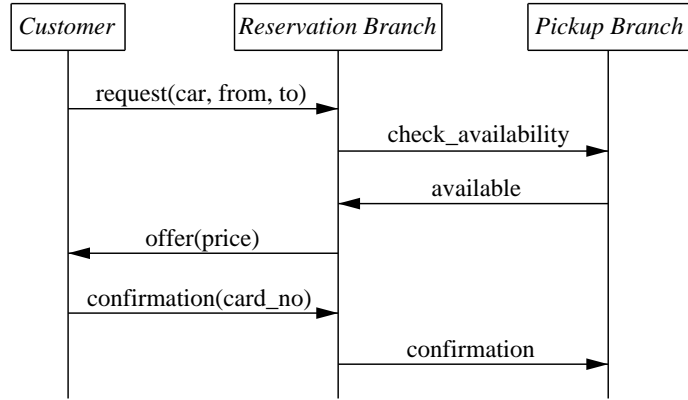 Customer
Reservation Branch
Pickup Branch
request(car, from, to)
check_availability
available
offer(price)
confirmation(card_no)
confirmation